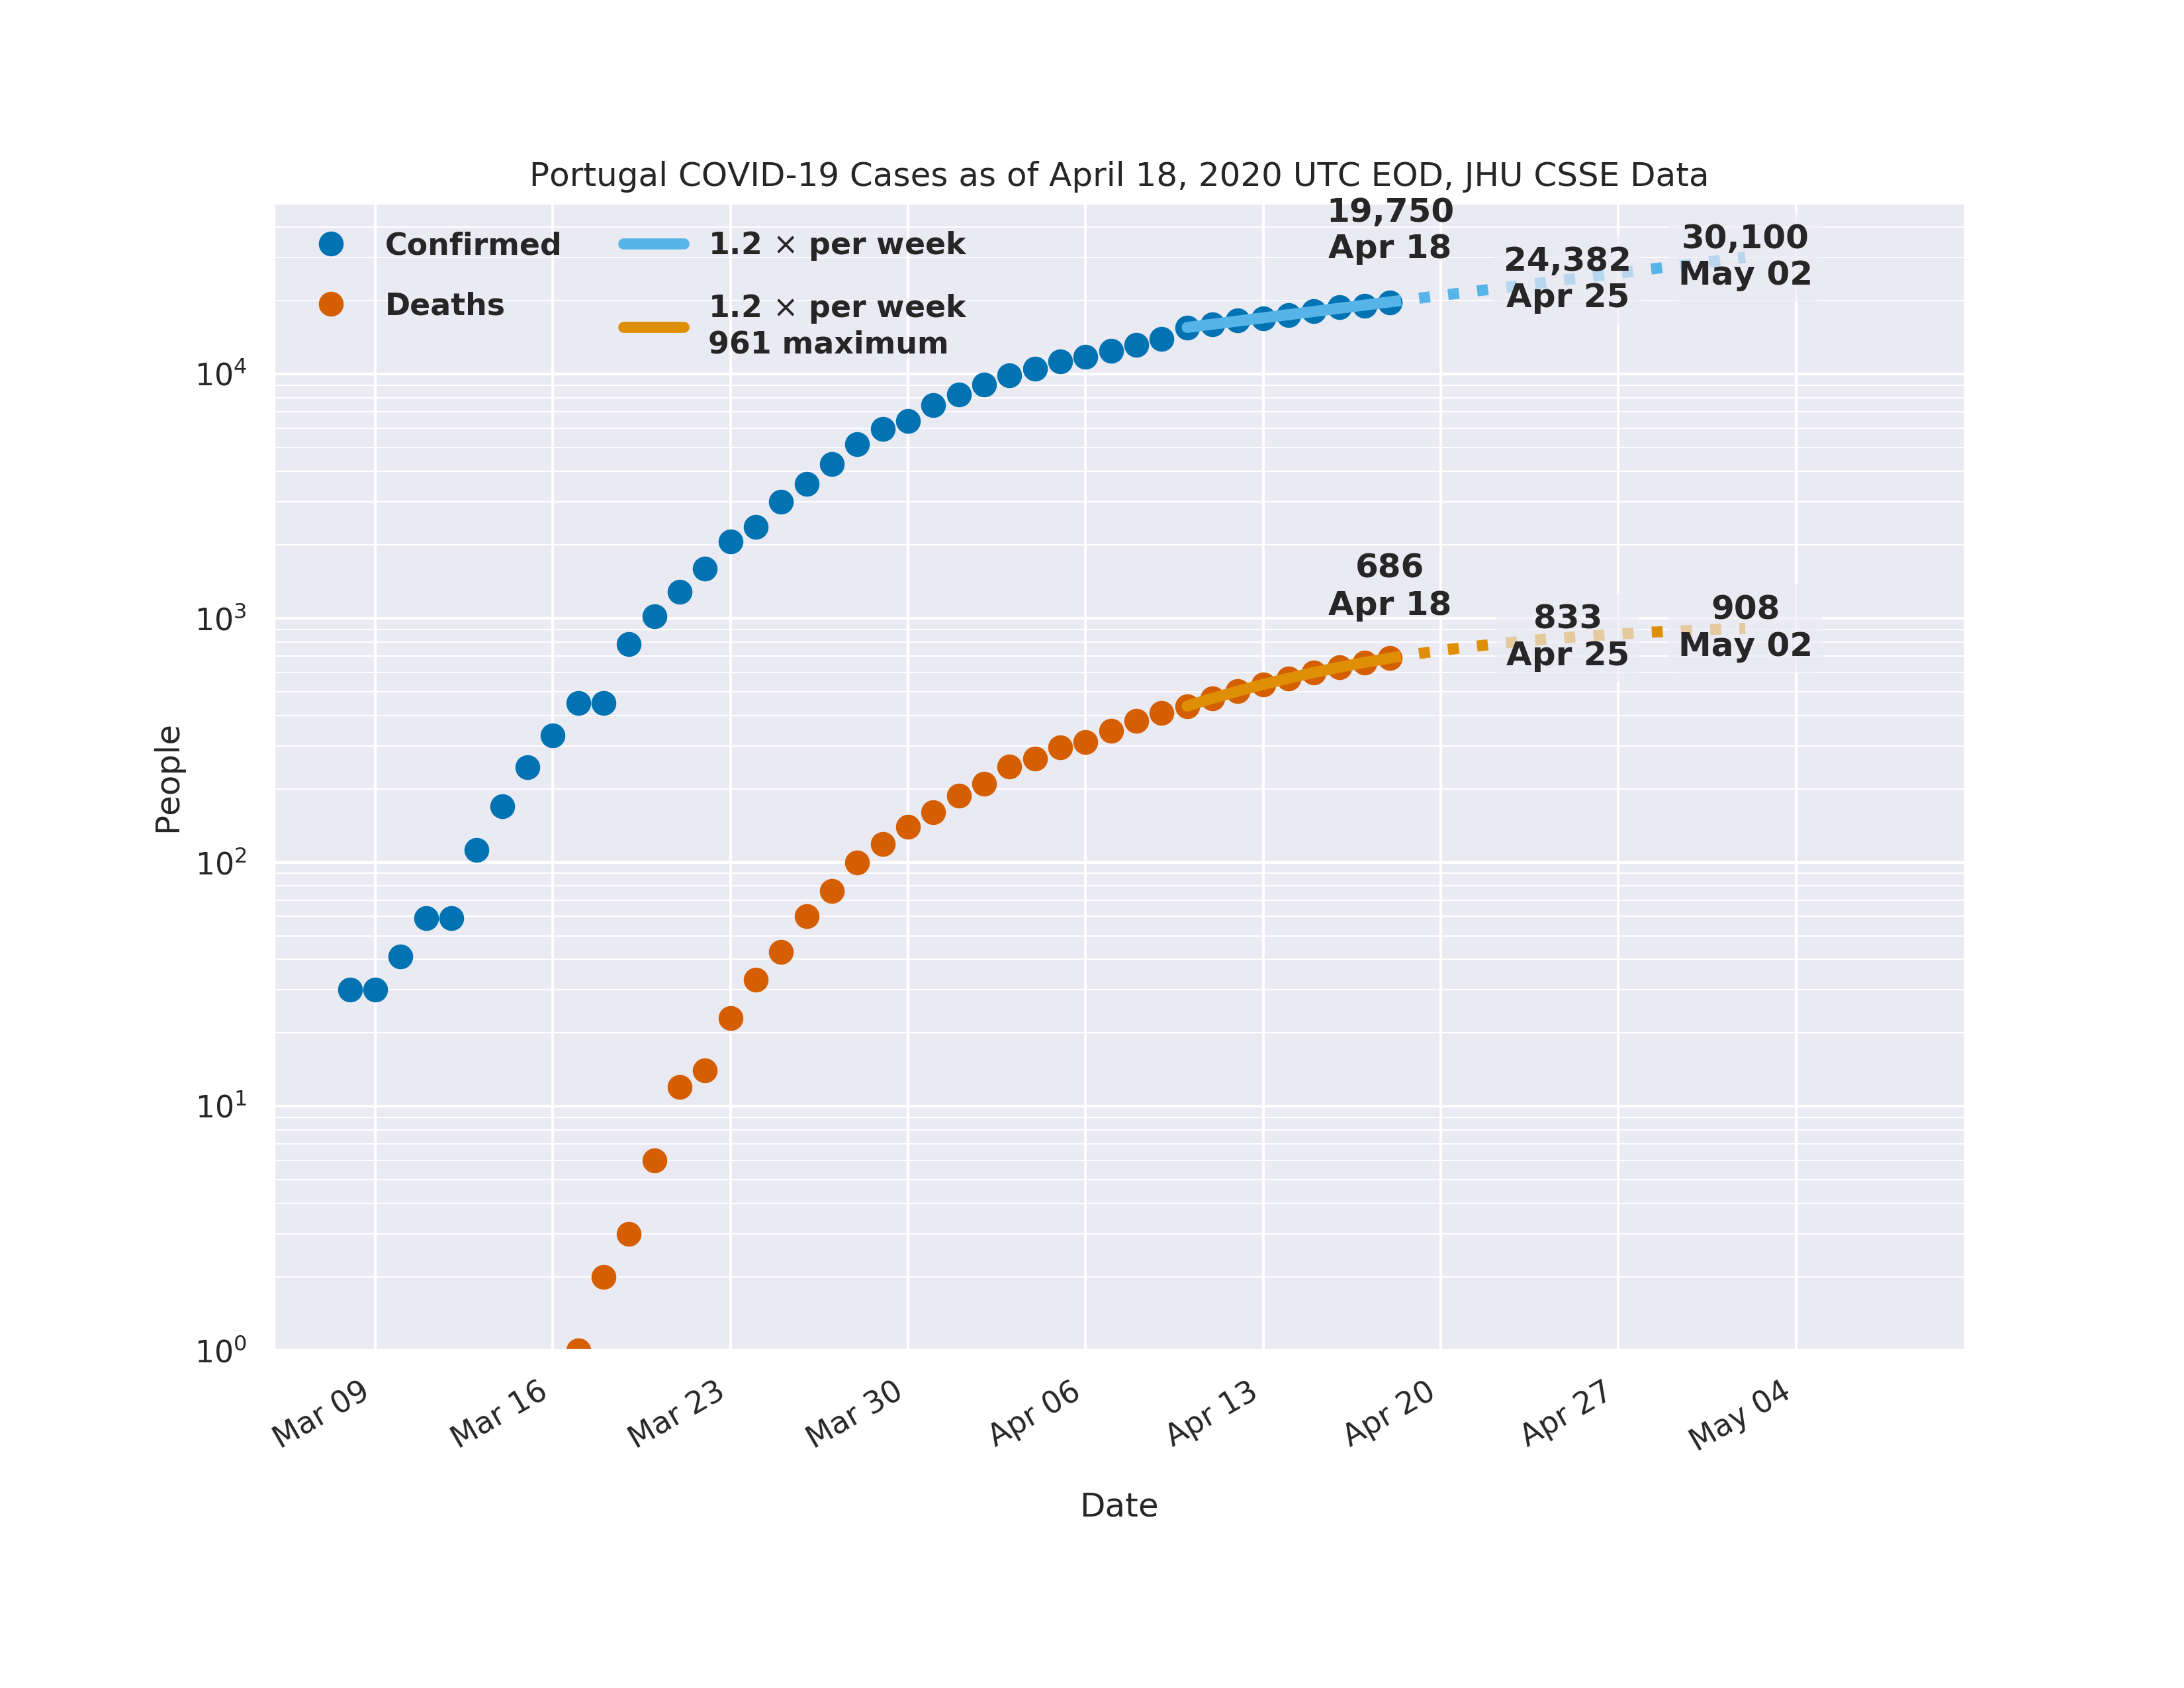 Portugal COVID-19 Cases as of April 18, 2020 UTC EOD, JHU CSSE Data
Confirmed
Deaths
1.2 × per week
1.2 × per week
961 maximum
19,750
Apr 18
24,382
Apr 25
30,100
May 02
686
Apr 18
833
Apr 25
908
May 02
People
10⁴
10³
10²
10¹
10⁰
Mar 09
Mar 16
Mar 23
Mar 30
Apr 06
Apr 13
Apr 20
Apr 27
May 04
Date